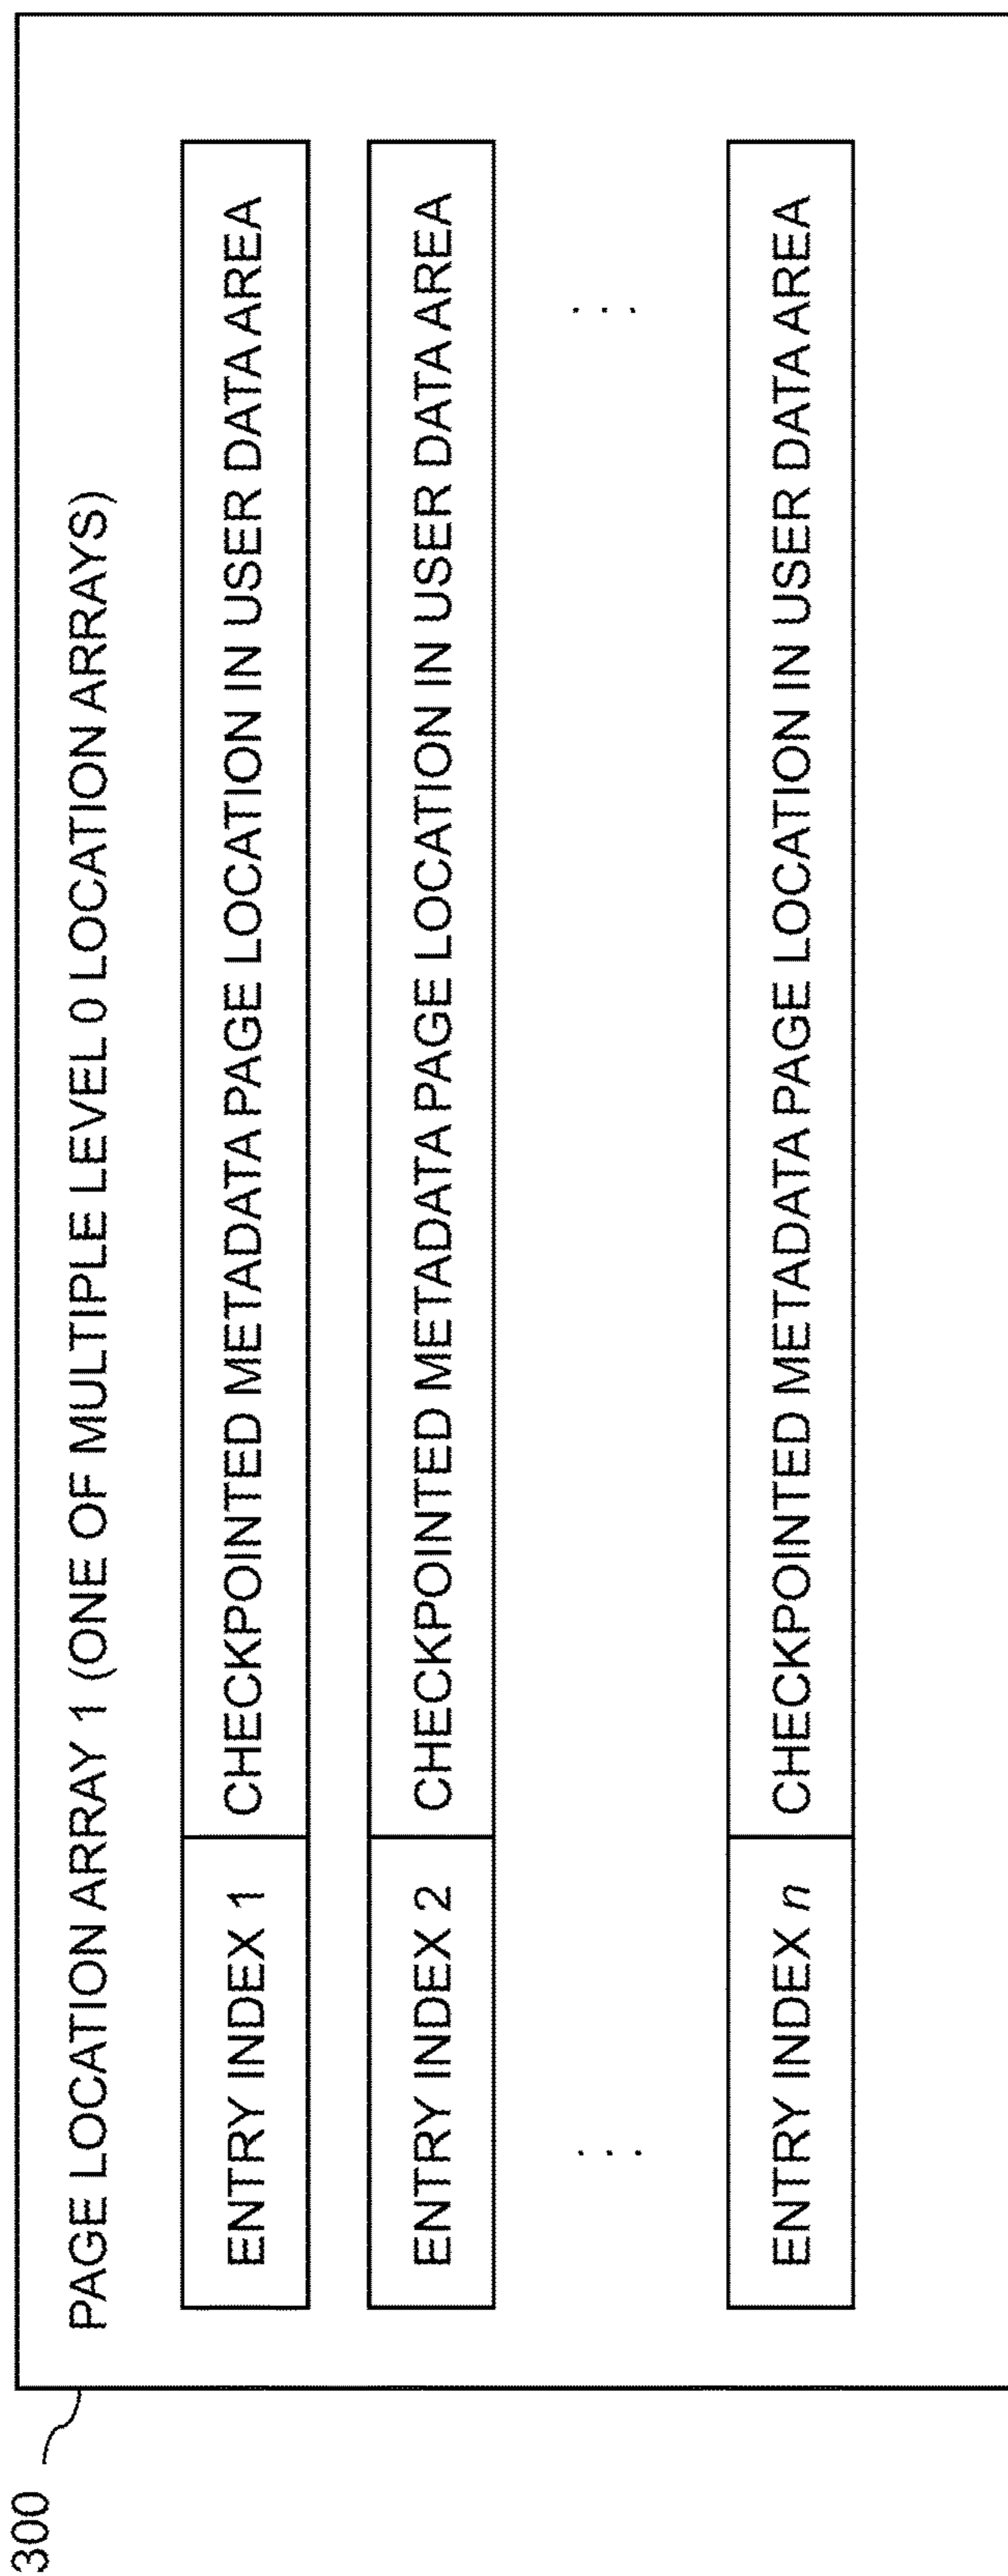 300
PAGE LOCATION ARRAY 1 (ONE OF MULTIPLE LEVEL 0 LOCATION ARRAYS)
ENTRY INDEX 1 CHECKPOINTED METADATA PAGE LOCATION IN USER DATA AREA
ENTRY INDEX 2 CHECKPOINTED METADATA PAGE LOCATION IN USER DATA AREA
. . . . . .
ENTRY INDEX n CHECKPOINTED METADATA PAGE LOCATION IN USER DATA AREA